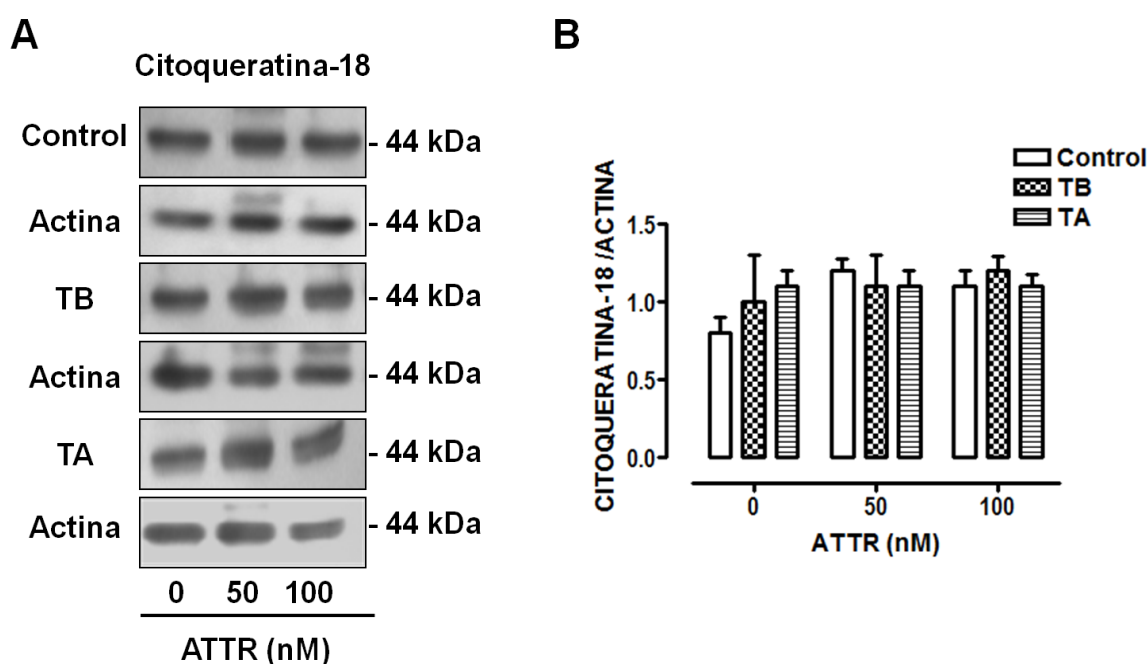 A
Citoqueratina-18
Control - 44 kDa
Actina - 44 kDa
TB - 44 kDa
Actina - 44 kDa
TA - 44 kDa
Actina - 44 kDa
0 50 100
ATTR (nM)
B
Control
TB
TA
CITOQUERATINA-18 /ACTINA
1.5
1.0
0.5
0.0
0 50 100
ATTR (nM)